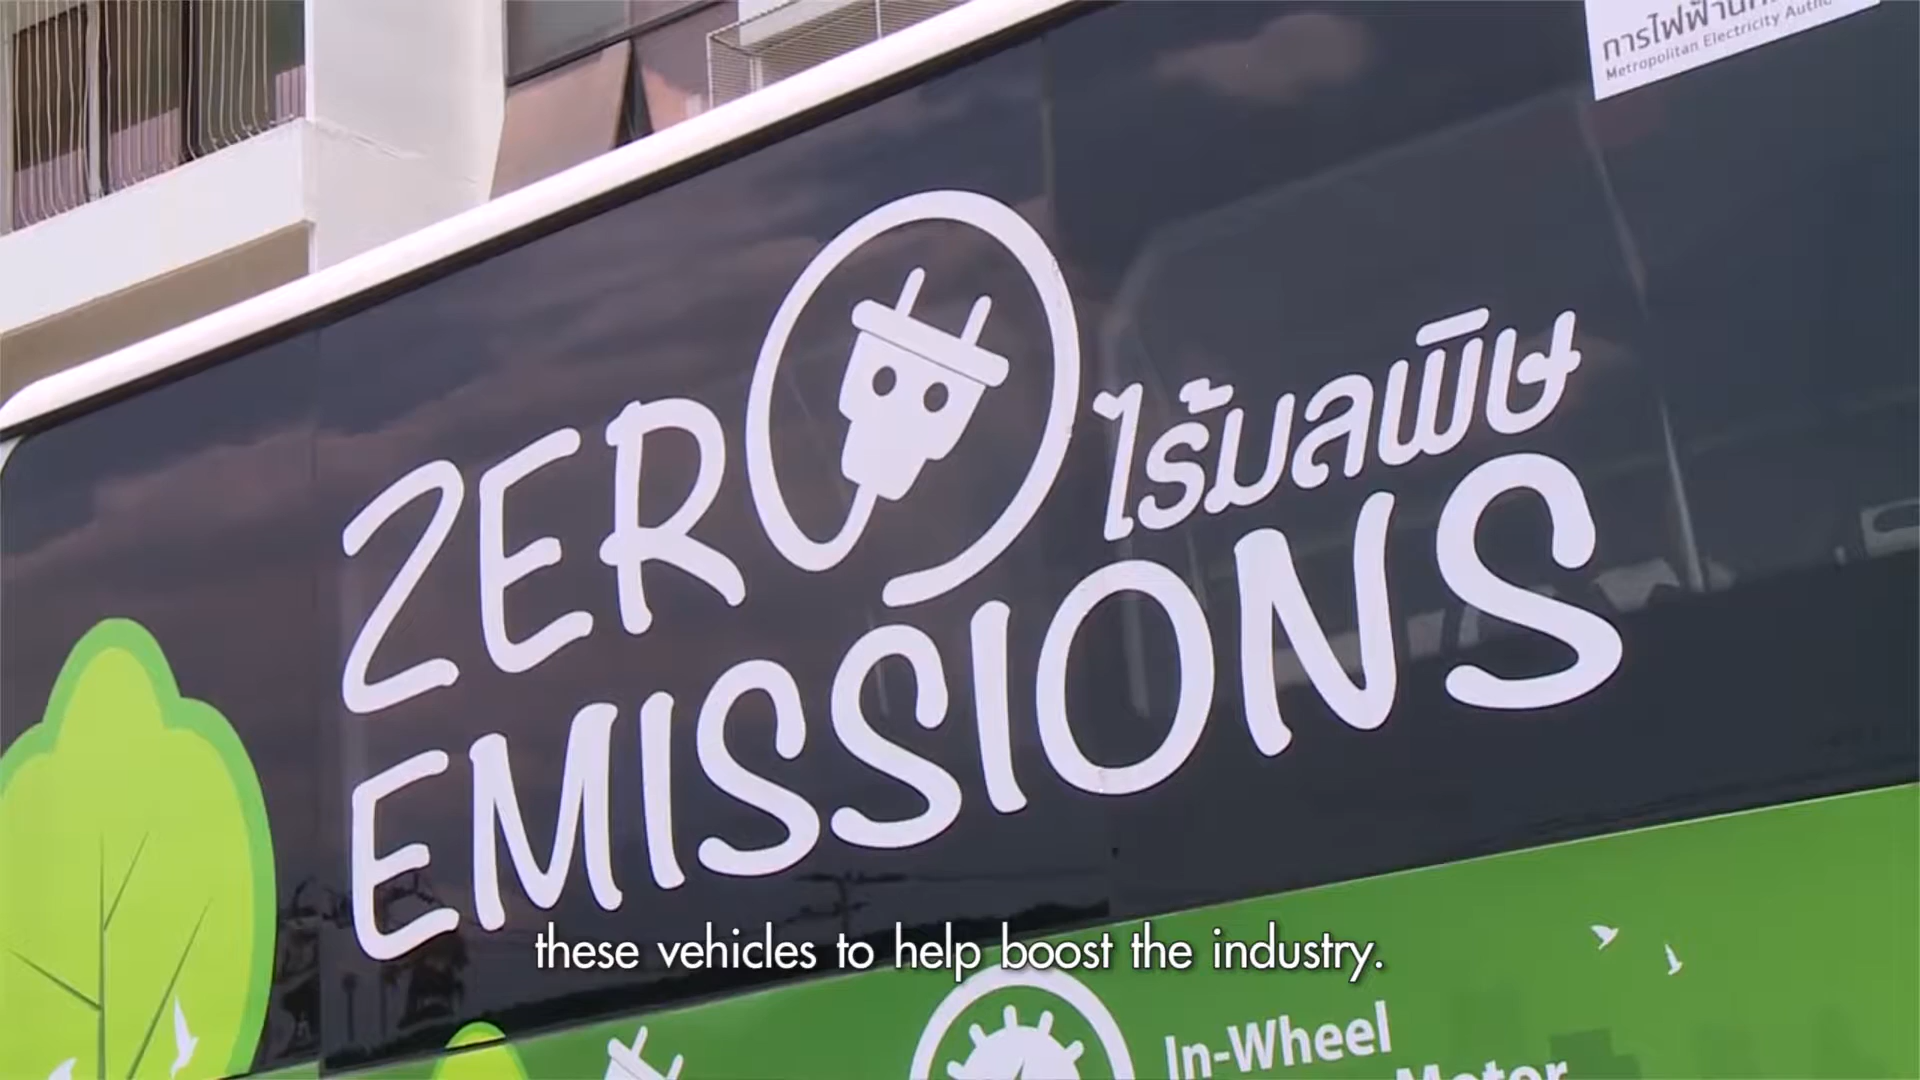 การไฟฟ้า
Metropolitan Electricity
ZERO
ไร้มลพิษ
EMISSIONS
these vehicles to help boost the industry.
In-Wheel
Motor